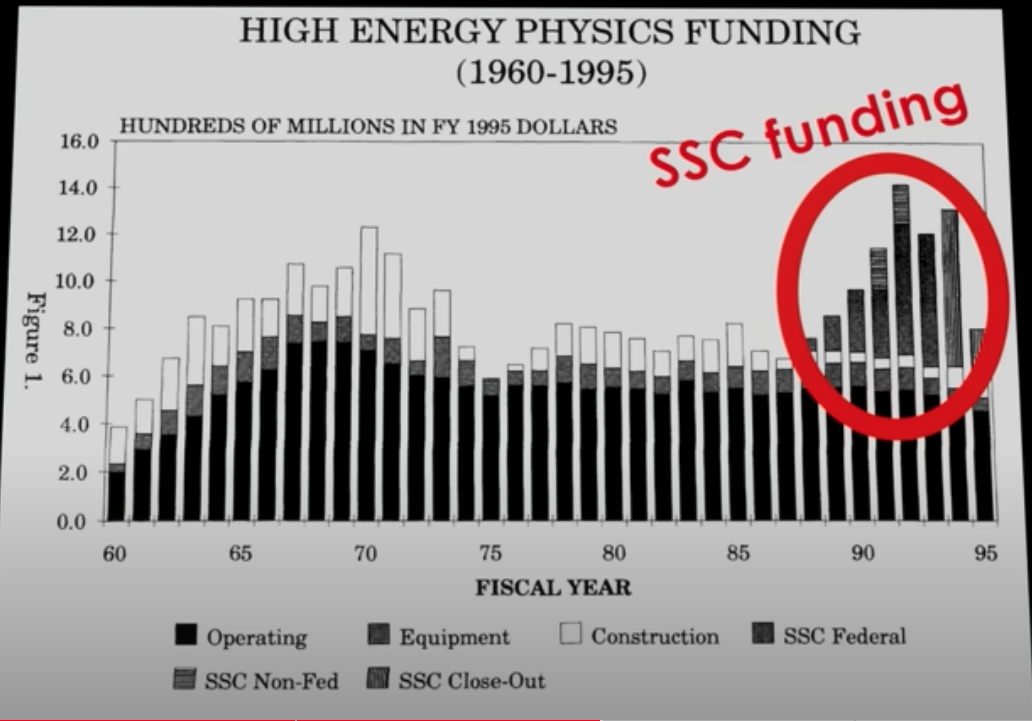 HIGH ENERGY PHYSICS FUNDING
(1960-1995)
SSC funding
HUNDREDS OF MILLIONS IN FY 1995 DOLLARS
16.0
14.0
12.0
10.0
8.0
6.0
4.0
2.0
0.0
Figure 1.
60 65 70 75 80 85 90 95
FISCAL YEAR
Operating Equipment Construction SSC Federal
SSC Non-Fed SSC Close-Out